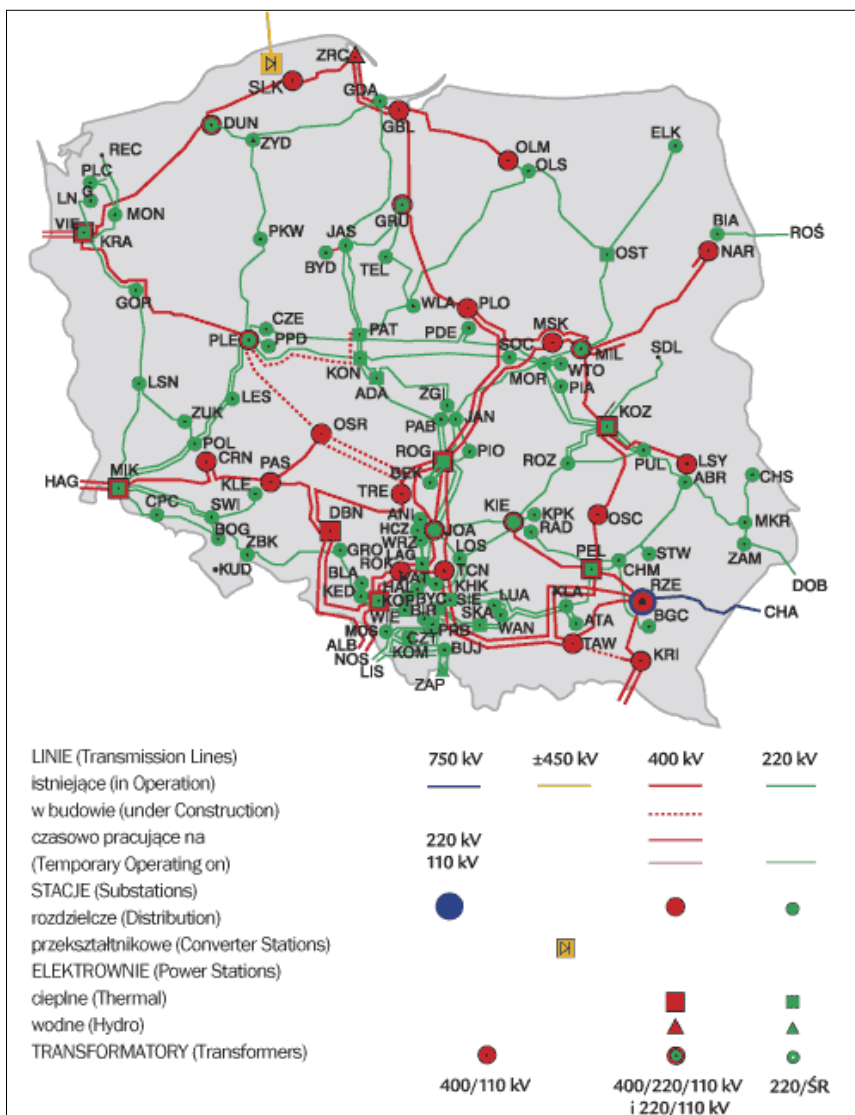 ZRC
SLK
GDA
GBL
DUN
ZYD
OLM
OLS
ELK
REC
PLC
G
LN
MON
VIE
KRA
GRU
BIA
ROŚ
NAR
PKW
JAS
BYD
TEL
OST
GOR
WLA
PLO
CZE
PLE
PPD
PAT
PDE
MSK
SOC
MIL
SDL
KON
MOR
WTO
PIA
ADA
LSN
LES
ZGI
ZUK
PAB
JAN
KOZ
OSR
POL
CRN
PAS
ROG
PIO
ROZ
PUL
LSY
HAG
MIK
KLE
BEK
ABR
CHS
TRE
CPC
SWI
DBN
ANI
HCZ
JOA
KIE
KPK
RAD
OSC
MKR
BOG
WRZ
ZBK
GRO
LAG
LOS
PEL
STW
ZAM
KUD
ROK
CHM
DOB
BLA
KAT
TCN
RZE
KED
HAL
KHK
LUA
KLA
CHA
KOP
BYC
SIE
BGC
WIE
BIR
SKA
ATA
MOS
PRB
WAN
ALB
CZT
NOS
KOM
BUJ
TAW
KRI
LIS
ZAP
LINIE (Transmission Lines) 750 kV ±450 kV 400 kV 220 kV
istniejące (in Operation)
w budowie (under Construction)
czasowo pracujące na 220 kV
(Temporary Operating on) 110 kV
STACJE (Substations)
rozdzielcze (Distribution)
przekształtnikowe (Converter Stations)
ELEKTROWNIE (Power Stations)
cieplne (Thermal)
wodne (Hydro)
TRANSFORMATORY (Transformers)
400/110 kV 400/220/110 kV 220/ŚR
i 220/110 kV